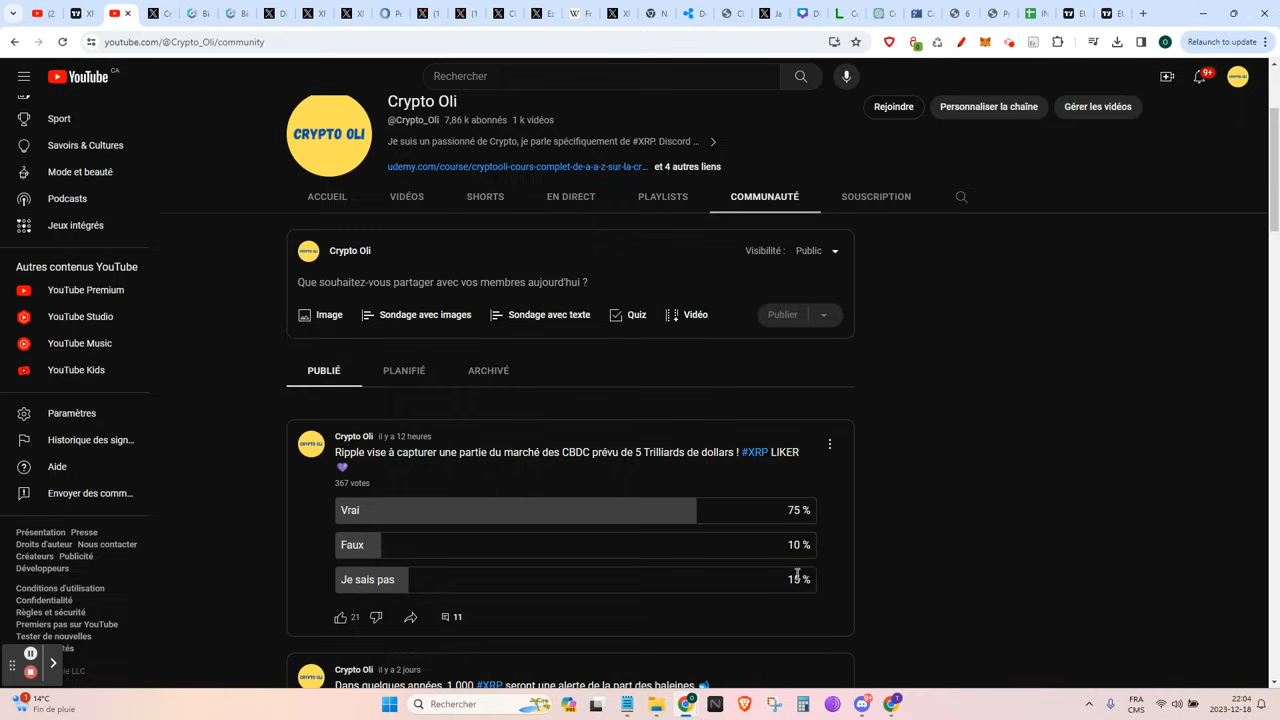 (2
Relaunch to update
youtube.com/@Crypto_Oli/community
YouTube CA
Rechercher
9+
Crypto Oli
@Crypto_Oli 7,86 k abonnés 1 k vidéos
Rejoindre
Personnaliser la chaîne
Gérer les vidéos
CRYPTO OLI
Je suis un passionné de Crypto, je parle spécifiquement de #XRP. Discord ...
udemy.com/course/cryptooli-cours-complet-de-a-a-z-sur-la-cr... et 4 autres liens
ACCUEIL VIDÉOS SHORTS EN DIRECT PLAYLISTS COMMUNAUTÉ SOUSCRIPTION
Sport
Savoirs & Cultures
Mode et beauté
Podcasts
Jeux intégrés
Autres contenus YouTube
YouTube Premium
YouTube Studio
YouTube Music
YouTube Kids
Paramètres
Historique des sign...
Aide
Envoyer des comm...
Présentation Presse
Droits d'auteur Nous contacter
Créateurs Publicité
Développeurs
Conditions d'utilisation
Confidentialité
Règles et sécurité
Premiers pas sur YouTube
Tester de nouvelles
Crypto Oli
Visibilité : Public
Que souhaitez-vous partager avec vos membres aujourd'hui ?
Image Sondage avec images Sondage avec texte Quiz Vidéo
Publier
PUBLIÉ PLANIFIÉ ARCHIVÉ
Crypto Oli il y a 12 heures
Ripple vise à capturer une partie du marché des CBDC prévu de 5 Trilliards de dollars ! #XRP LIKER
💜
367 votes
Vrai 75 %
Faux 10 %
Je sais pas 15 %
21
11
Crypto Oli il y a 2 jours
Dans quelques années, 1,000 #XRP seront une alerte de la part des baleines 🐋
14°C
Fin de pluie
Rechercher
FRA
CMS
22:04
2023-12-18